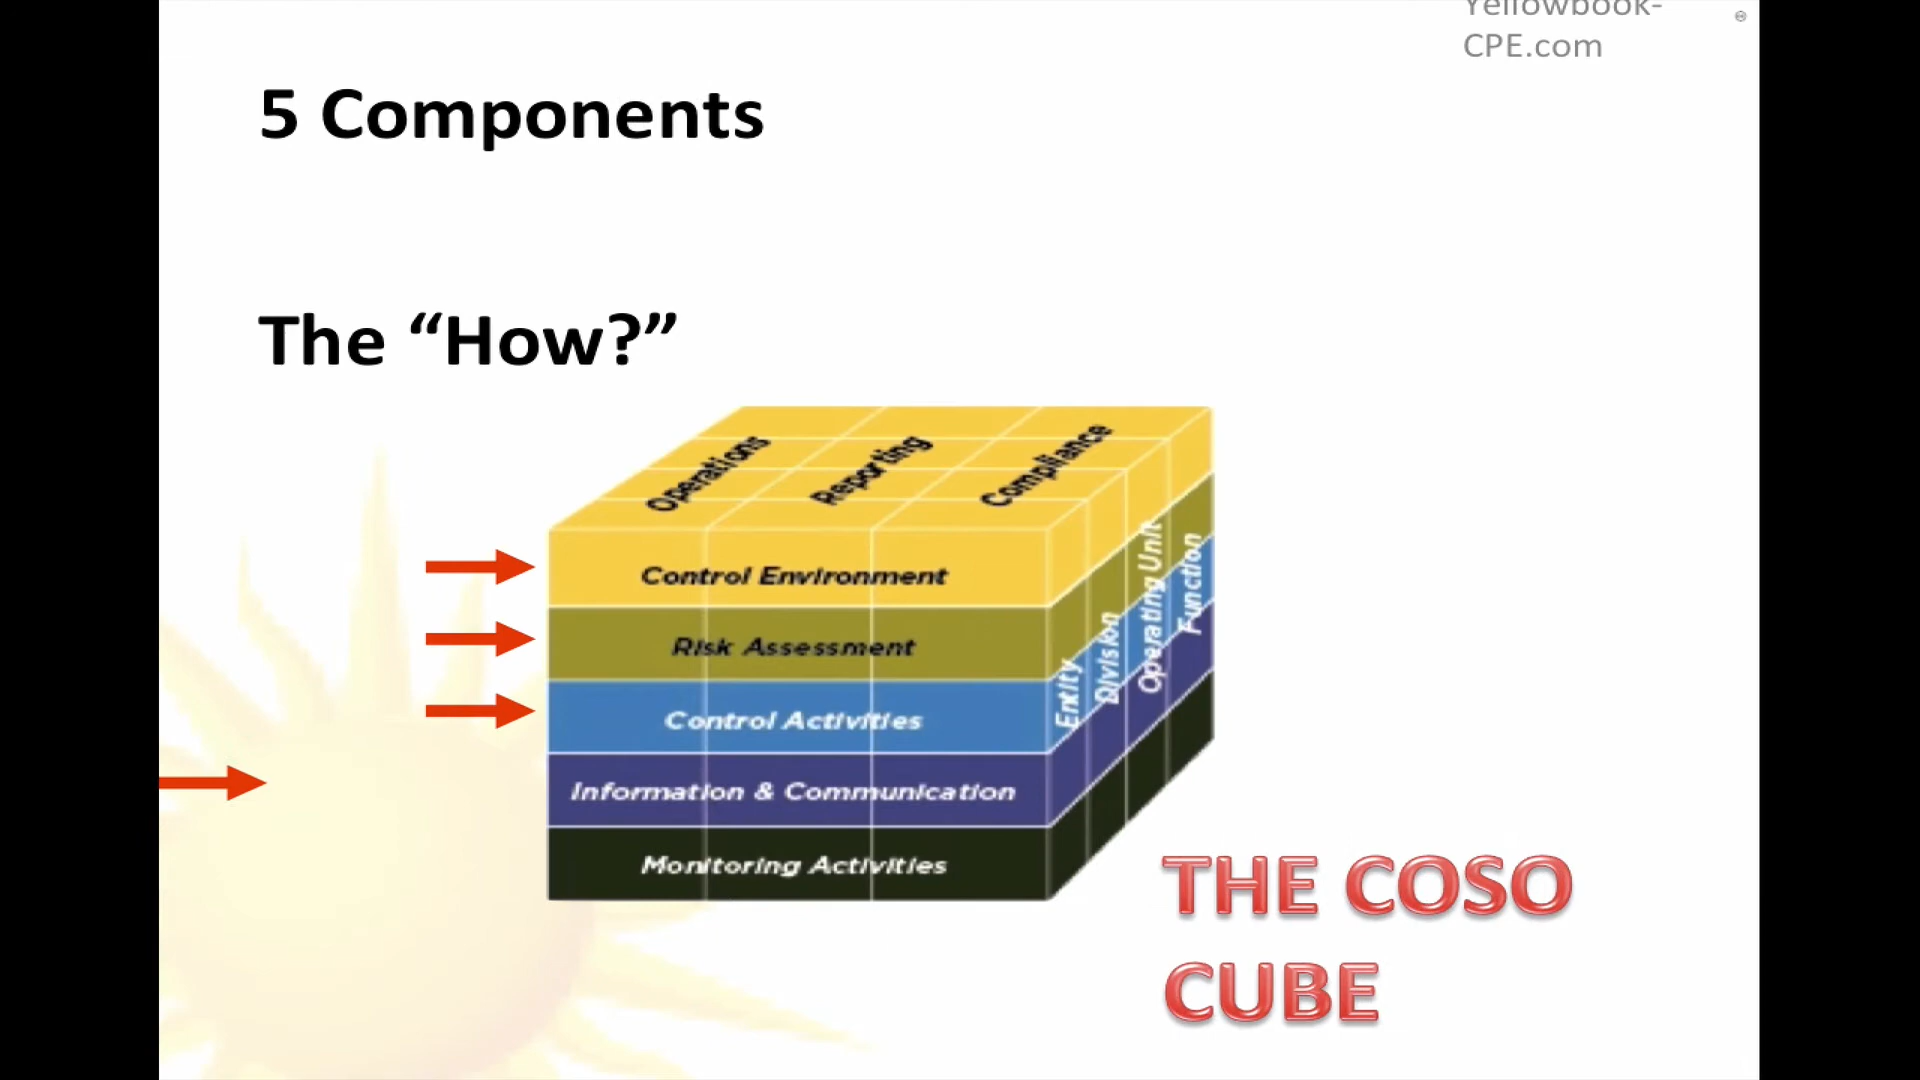 Yellowbook-
CPE.com
5 Components
The “How?”
Operations
Reporting
Compliance
Control Environment
Risk Assessment
Control Activities
Information & Communication
Monitoring Activities
Entity
Division
Operating Unit
Function
THE COSO
CUBE